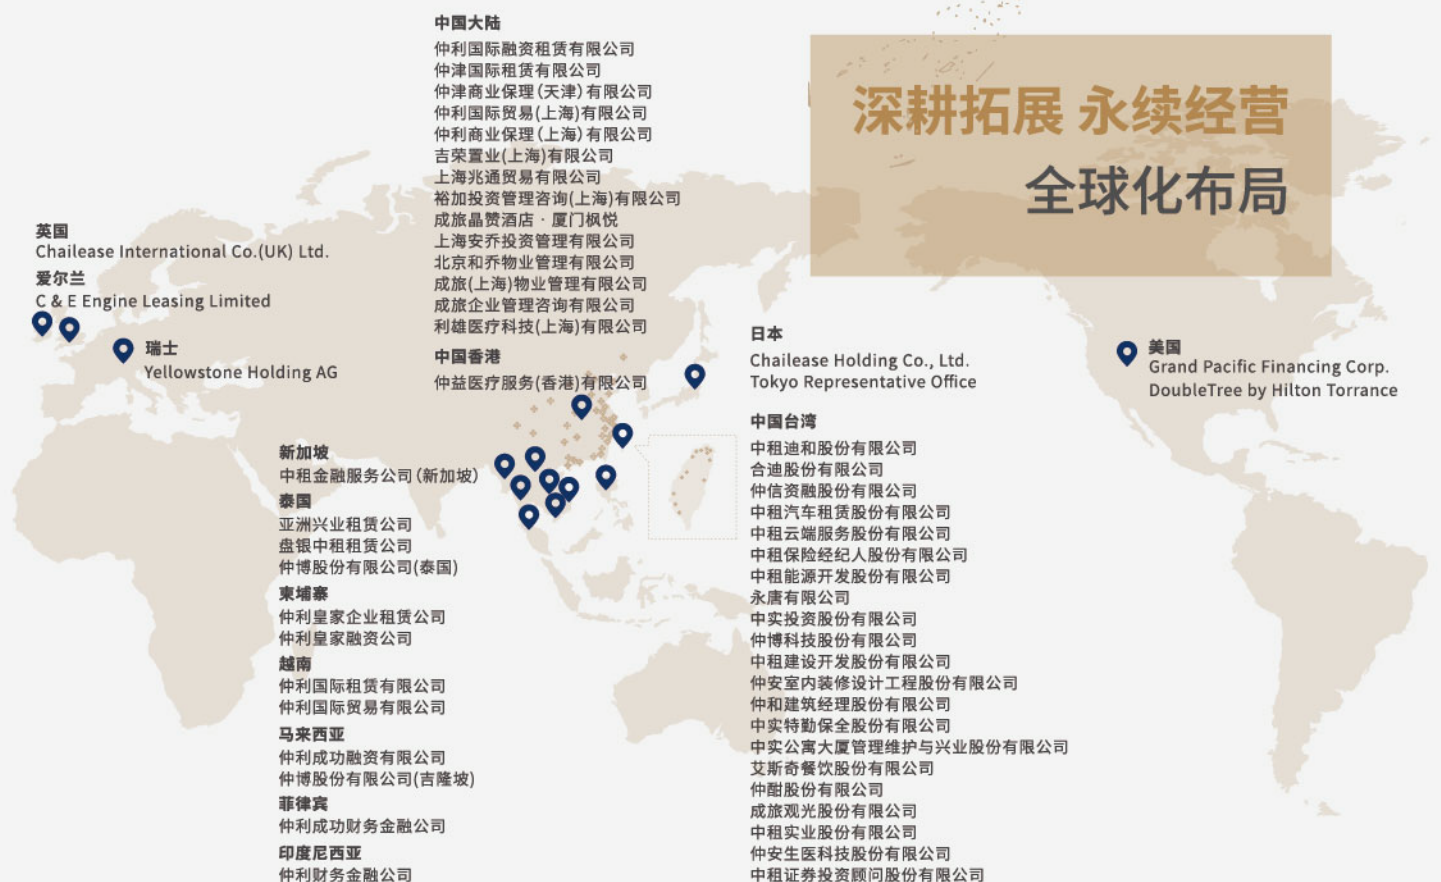 深耕拓展 永续经营
全球化布局
英国
Chailease International Co.(UK) Ltd.
爱尔兰
C & E Engine Leasing Limited
瑞士
Yellowstone Holding AG
中国大陆
仲利国际融资租赁有限公司
仲津国际租赁有限公司
仲津商业保理(天津)有限公司
仲利国际贸易(上海)有限公司
仲利商业保理(上海)有限公司
吉荣置业(上海)有限公司
上海兆通贸易有限公司
裕加投资管理咨询(上海)有限公司
成旅晶赞酒店·厦门枫悦
上海安乔投资管理有限公司
北京和乔物业管理有限公司
成旅(上海)物业管理有限公司
成旅企业管理咨询有限公司
利雄医疗科技(上海)有限公司
中国香港
仲益医疗服务(香港)有限公司
新加坡
中租金融服务公司(新加坡)
泰国
亚洲兴业租赁公司
盘银中租租赁公司
仲博股份有限公司(泰国)
柬埔寨
仲利皇家企业租赁公司
仲利皇家融资公司
越南
仲利国际租赁有限公司
仲利国际贸易有限公司
马来西亚
仲利成功融资有限公司
仲博股份有限公司(吉隆坡)
菲律宾
仲利成功财务金融公司
印度尼西亚
仲利财务金融公司
日本
Chailease Holding Co., Ltd.
Tokyo Representative Office
中国台湾
中租迪和股份有限公司
合迪股份有限公司
仲信资融股份有限公司
中租汽车租赁股份有限公司
中租云端服务股份有限公司
中租保险经纪人股份有限公司
中租能源开发股份有限公司
永唐有限公司
中实投资股份有限公司
仲博科技股份有限公司
中租建设开发股份有限公司
仲安室内装修设计工程股份有限公司
仲和建筑经理股份有限公司
中实特勤保全股份有限公司
中实公寓大厦管理维护与兴业股份有限公司
艾斯奇餐饮股份有限公司
仲酣股份有限公司
成旅观光股份有限公司
中租实业股份有限公司
仲安生医科技股份有限公司
中租证券投资顾问股份有限公司
美国
Grand Pacific Financing Corp.
DoubleTree by Hilton Torrance